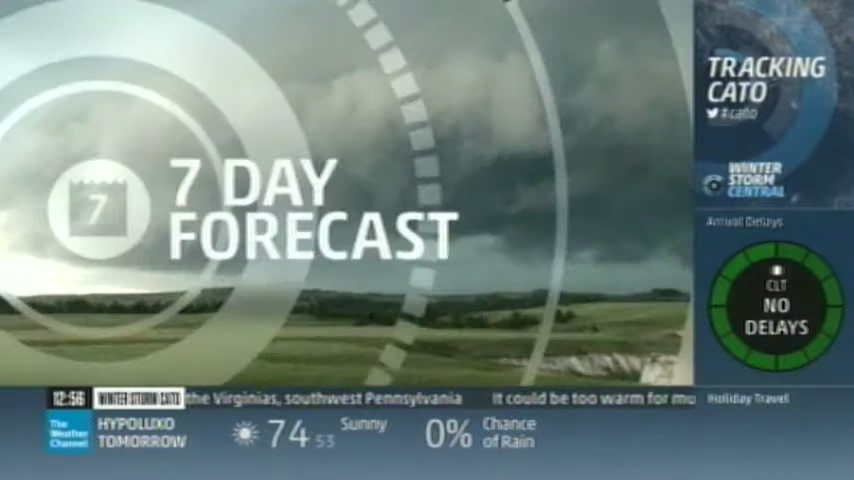 TRACKING
CATO
#cato
WINTER
STORM
CENTRAL
7 DAY
FORECAST
7
Arrival Delays
CLT
NO
DELAYS
12:56 WINTER STORM CATO the Virginias, southwest Pennsylvania It could be too warm for mu Holiday Travel
The
Weather
Channel
HYPOLUXO
TOMORROW
74 53 Sunny
0% Chance
of Rain